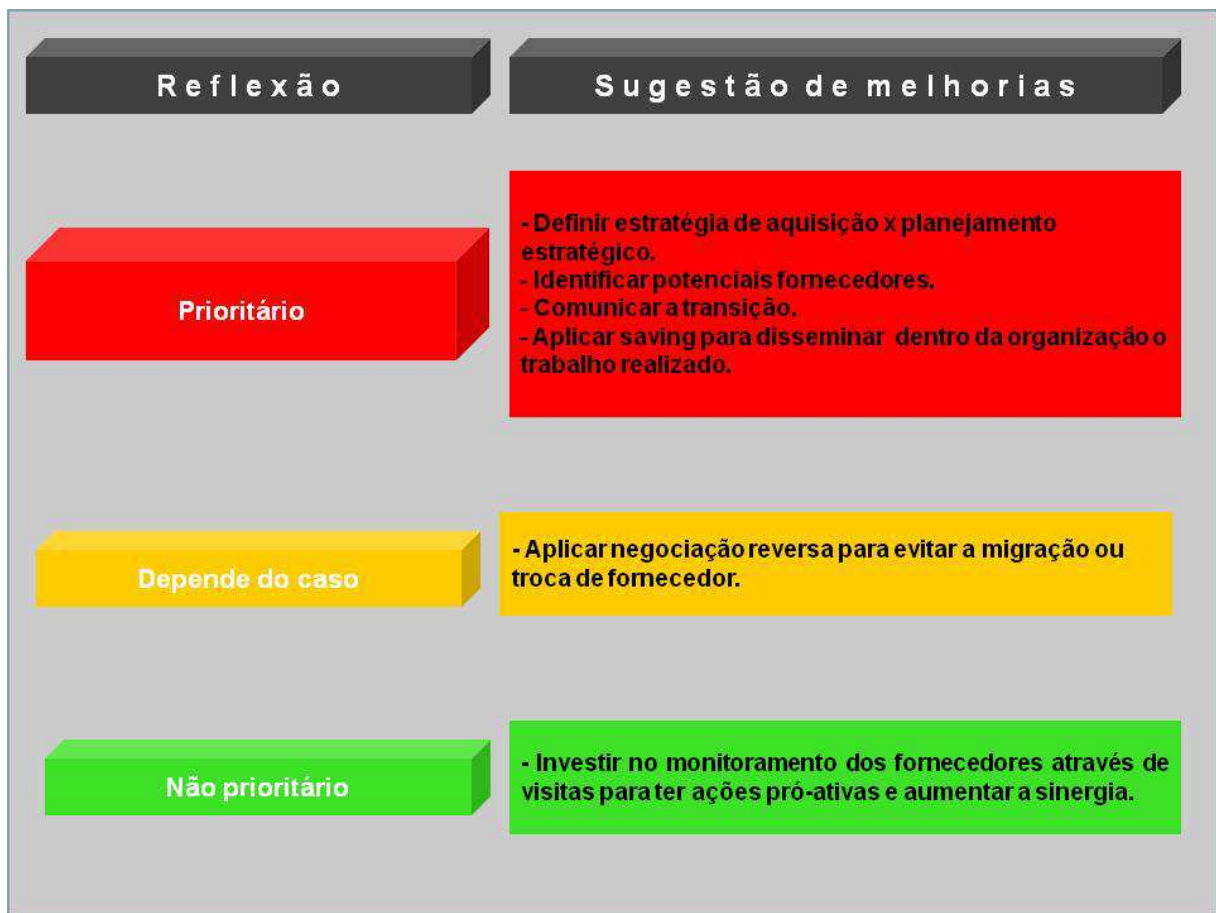 Reflexão
Sugestão de melhorias
Prioritário
- Definir estratégia de aquisição x planejamento
estratégico.
- Identificar potenciais fornecedores.
- Comunicar a transição.
- Aplicar saving para disseminar dentro da organização o
trabalho realizado.
Depende do caso
- Aplicar negociação reversa para evitar a migração ou
troca de fornecedor.
Não prioritário
- Investir no monitoramento dos fornecedores através de
visitas para ter ações pró-ativas e aumentar a sinergia.